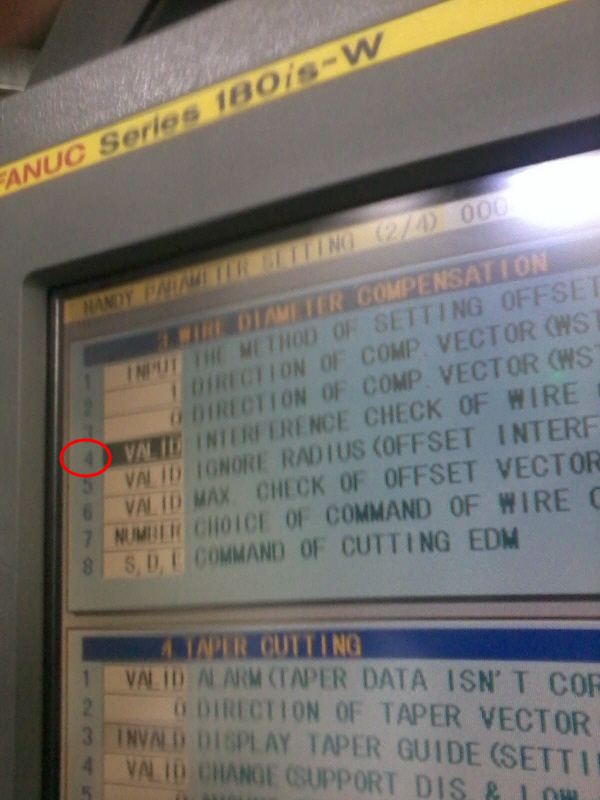 FANUC Series 180is-W
HANDY PARAMETER SETTING (2/4) 000
3.WIRE DIAMETER COMPENSATION
1 INPUT THE METHOD OF SETTING OFFSET
2 1 DIRECTION OF COMP VECTOR(WST
3 0 DIRECTION OF COMP VECTOR(WST
4 VALID INTERFERENCE CHECK OF WIRE
5 VALID IGNORE RADIUS(OFFSET INTERF
6 VALID MAX. CHECK OF OFFSET VECTOR
7 NUMBER CHOICE OF COMMAND OF WIRE C
8 S,D,E COMMAND OF CUTTING EDM
4.TAPER CUTTING
1 VALID ALARM(TAPER DATA ISN'T COR
2 0 DIRECTION OF TAPER VECTOR
3 INVALD DISPLAY TAPER GUIDE(SETTI
4 VALID CHANGE(SUPPORT DIS & LOW
5 0